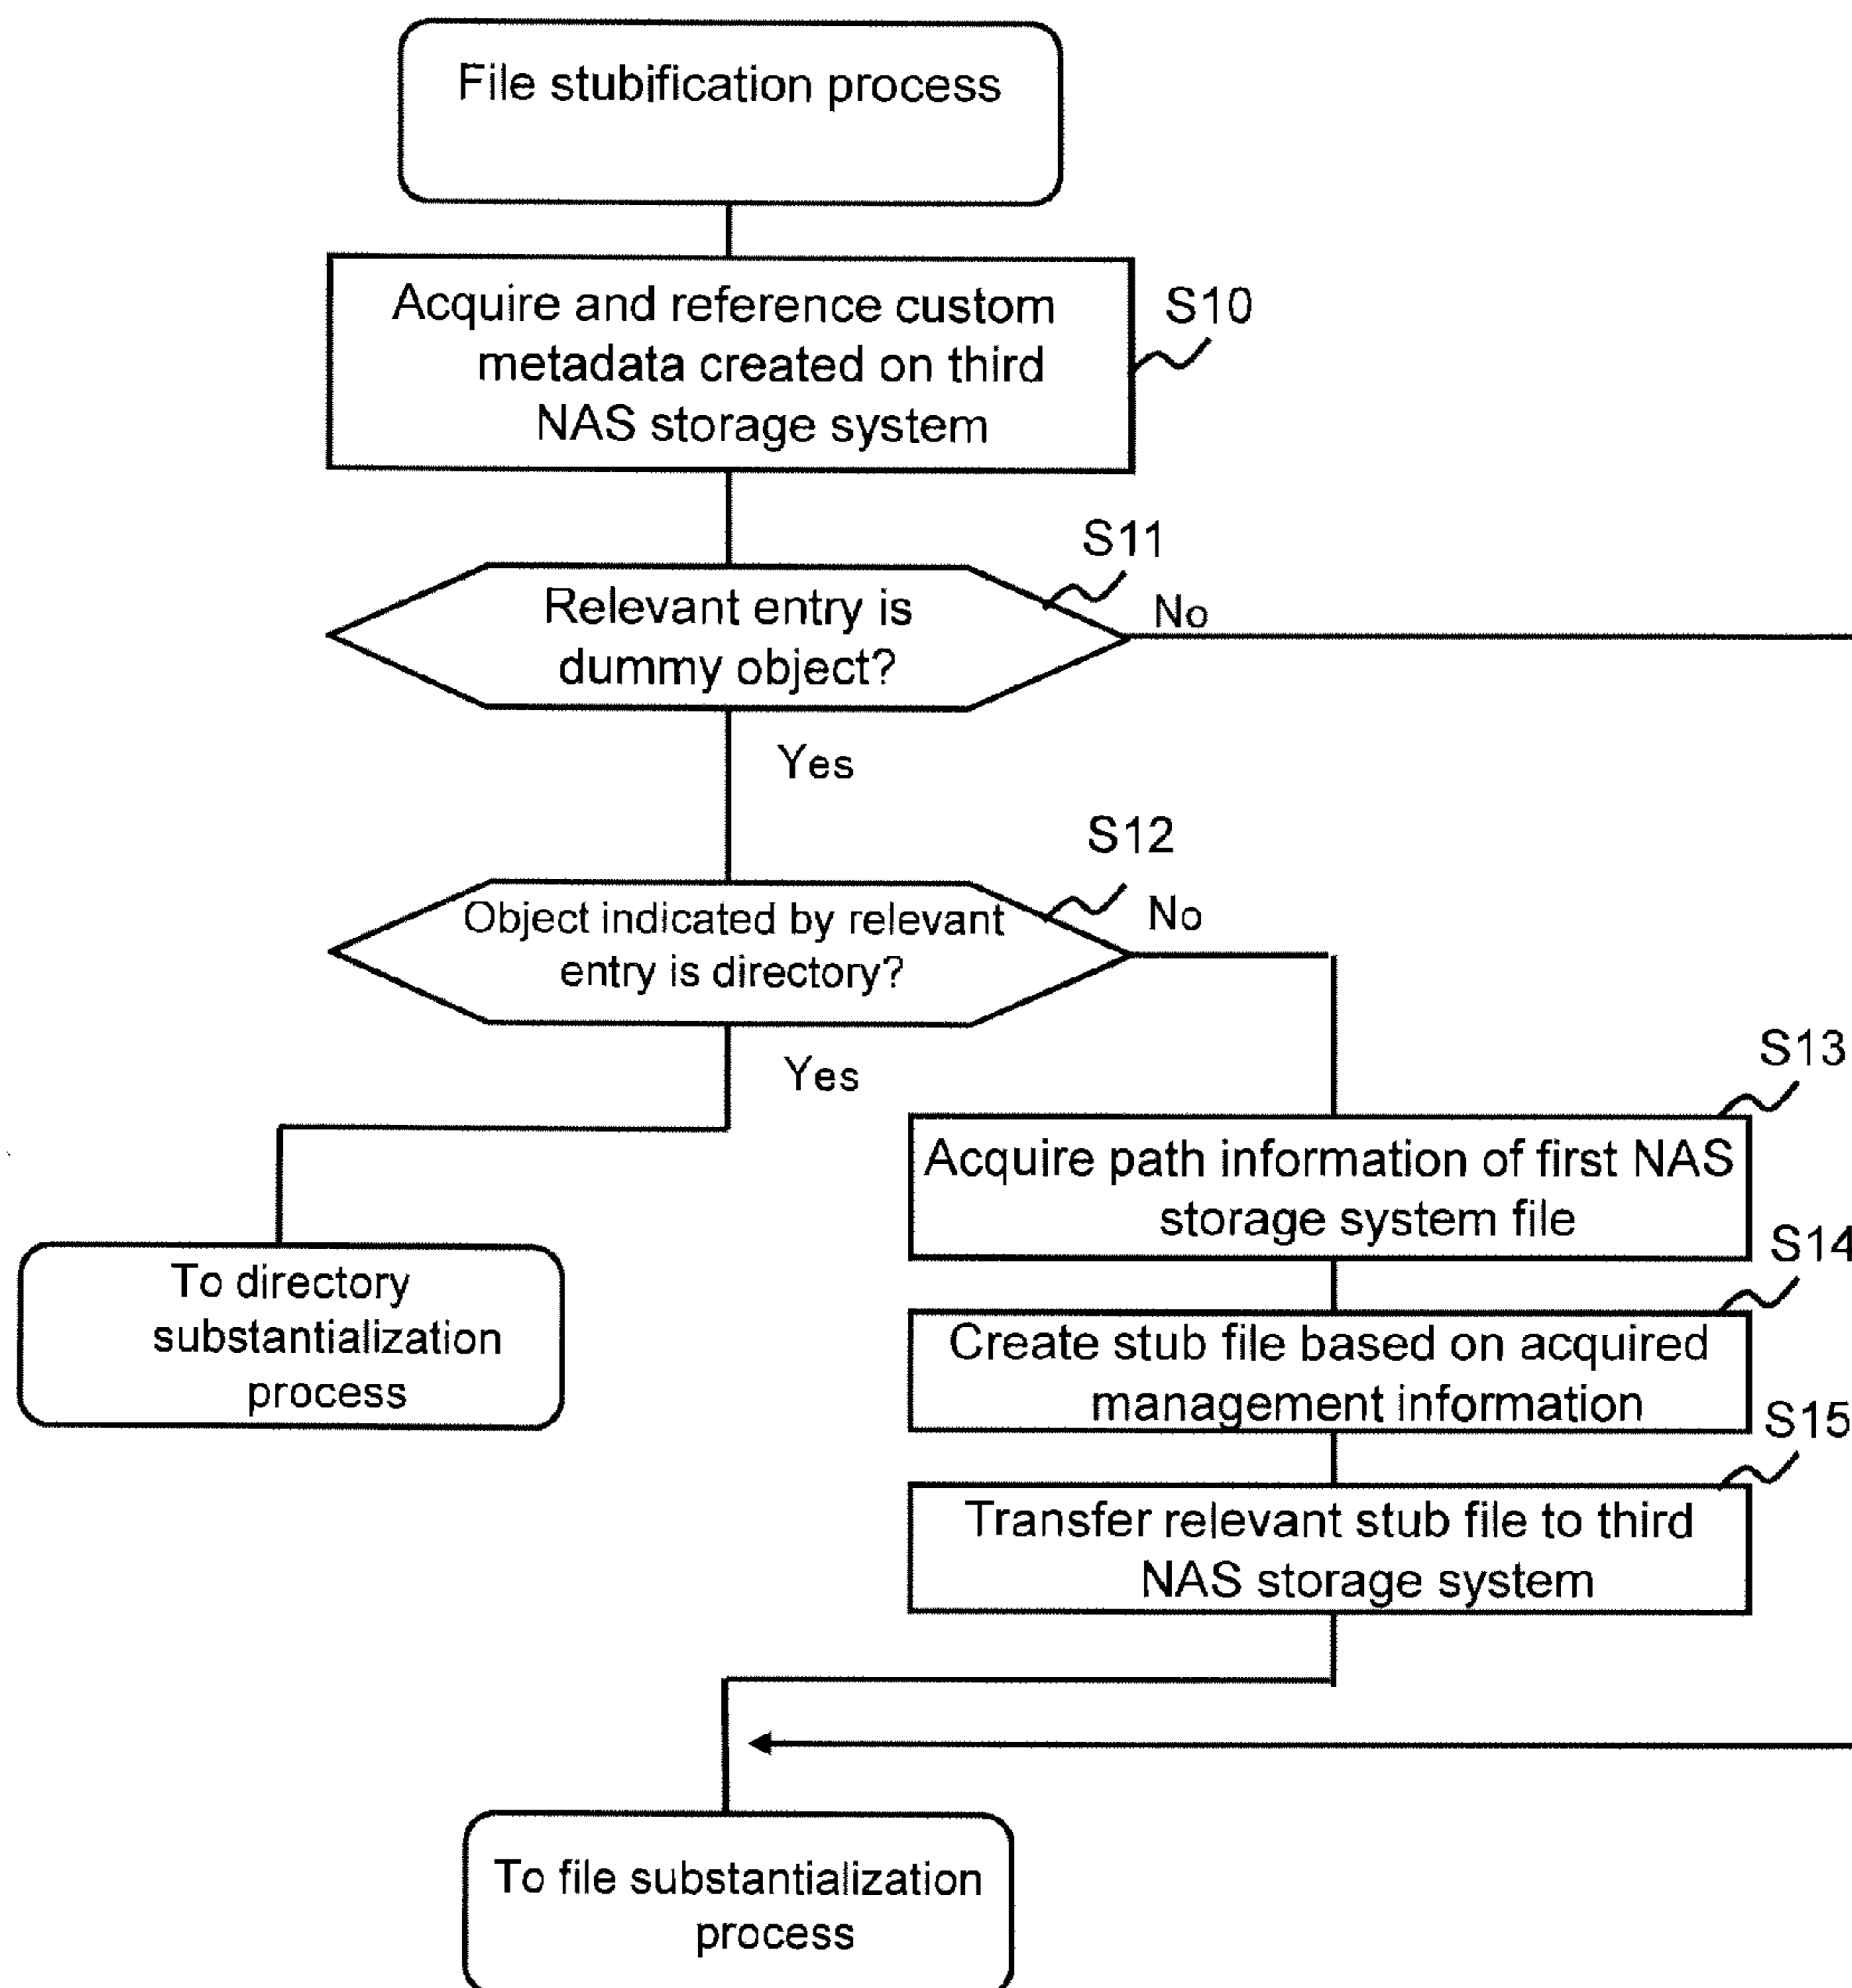 File stubification process
Acquire and reference custom
metadata created on third
NAS storage system
S10
S11
Relevant entry is
dummy object?
No
Yes
S12
Object indicated by relevant
entry is directory?
No
Yes
S13
Acquire path information of first NAS
storage system file
S14
To directory
substantialization
process
Create stub file based on acquired
management information
S15
Transfer relevant stub file to third
NAS storage system
To file substantialization
process